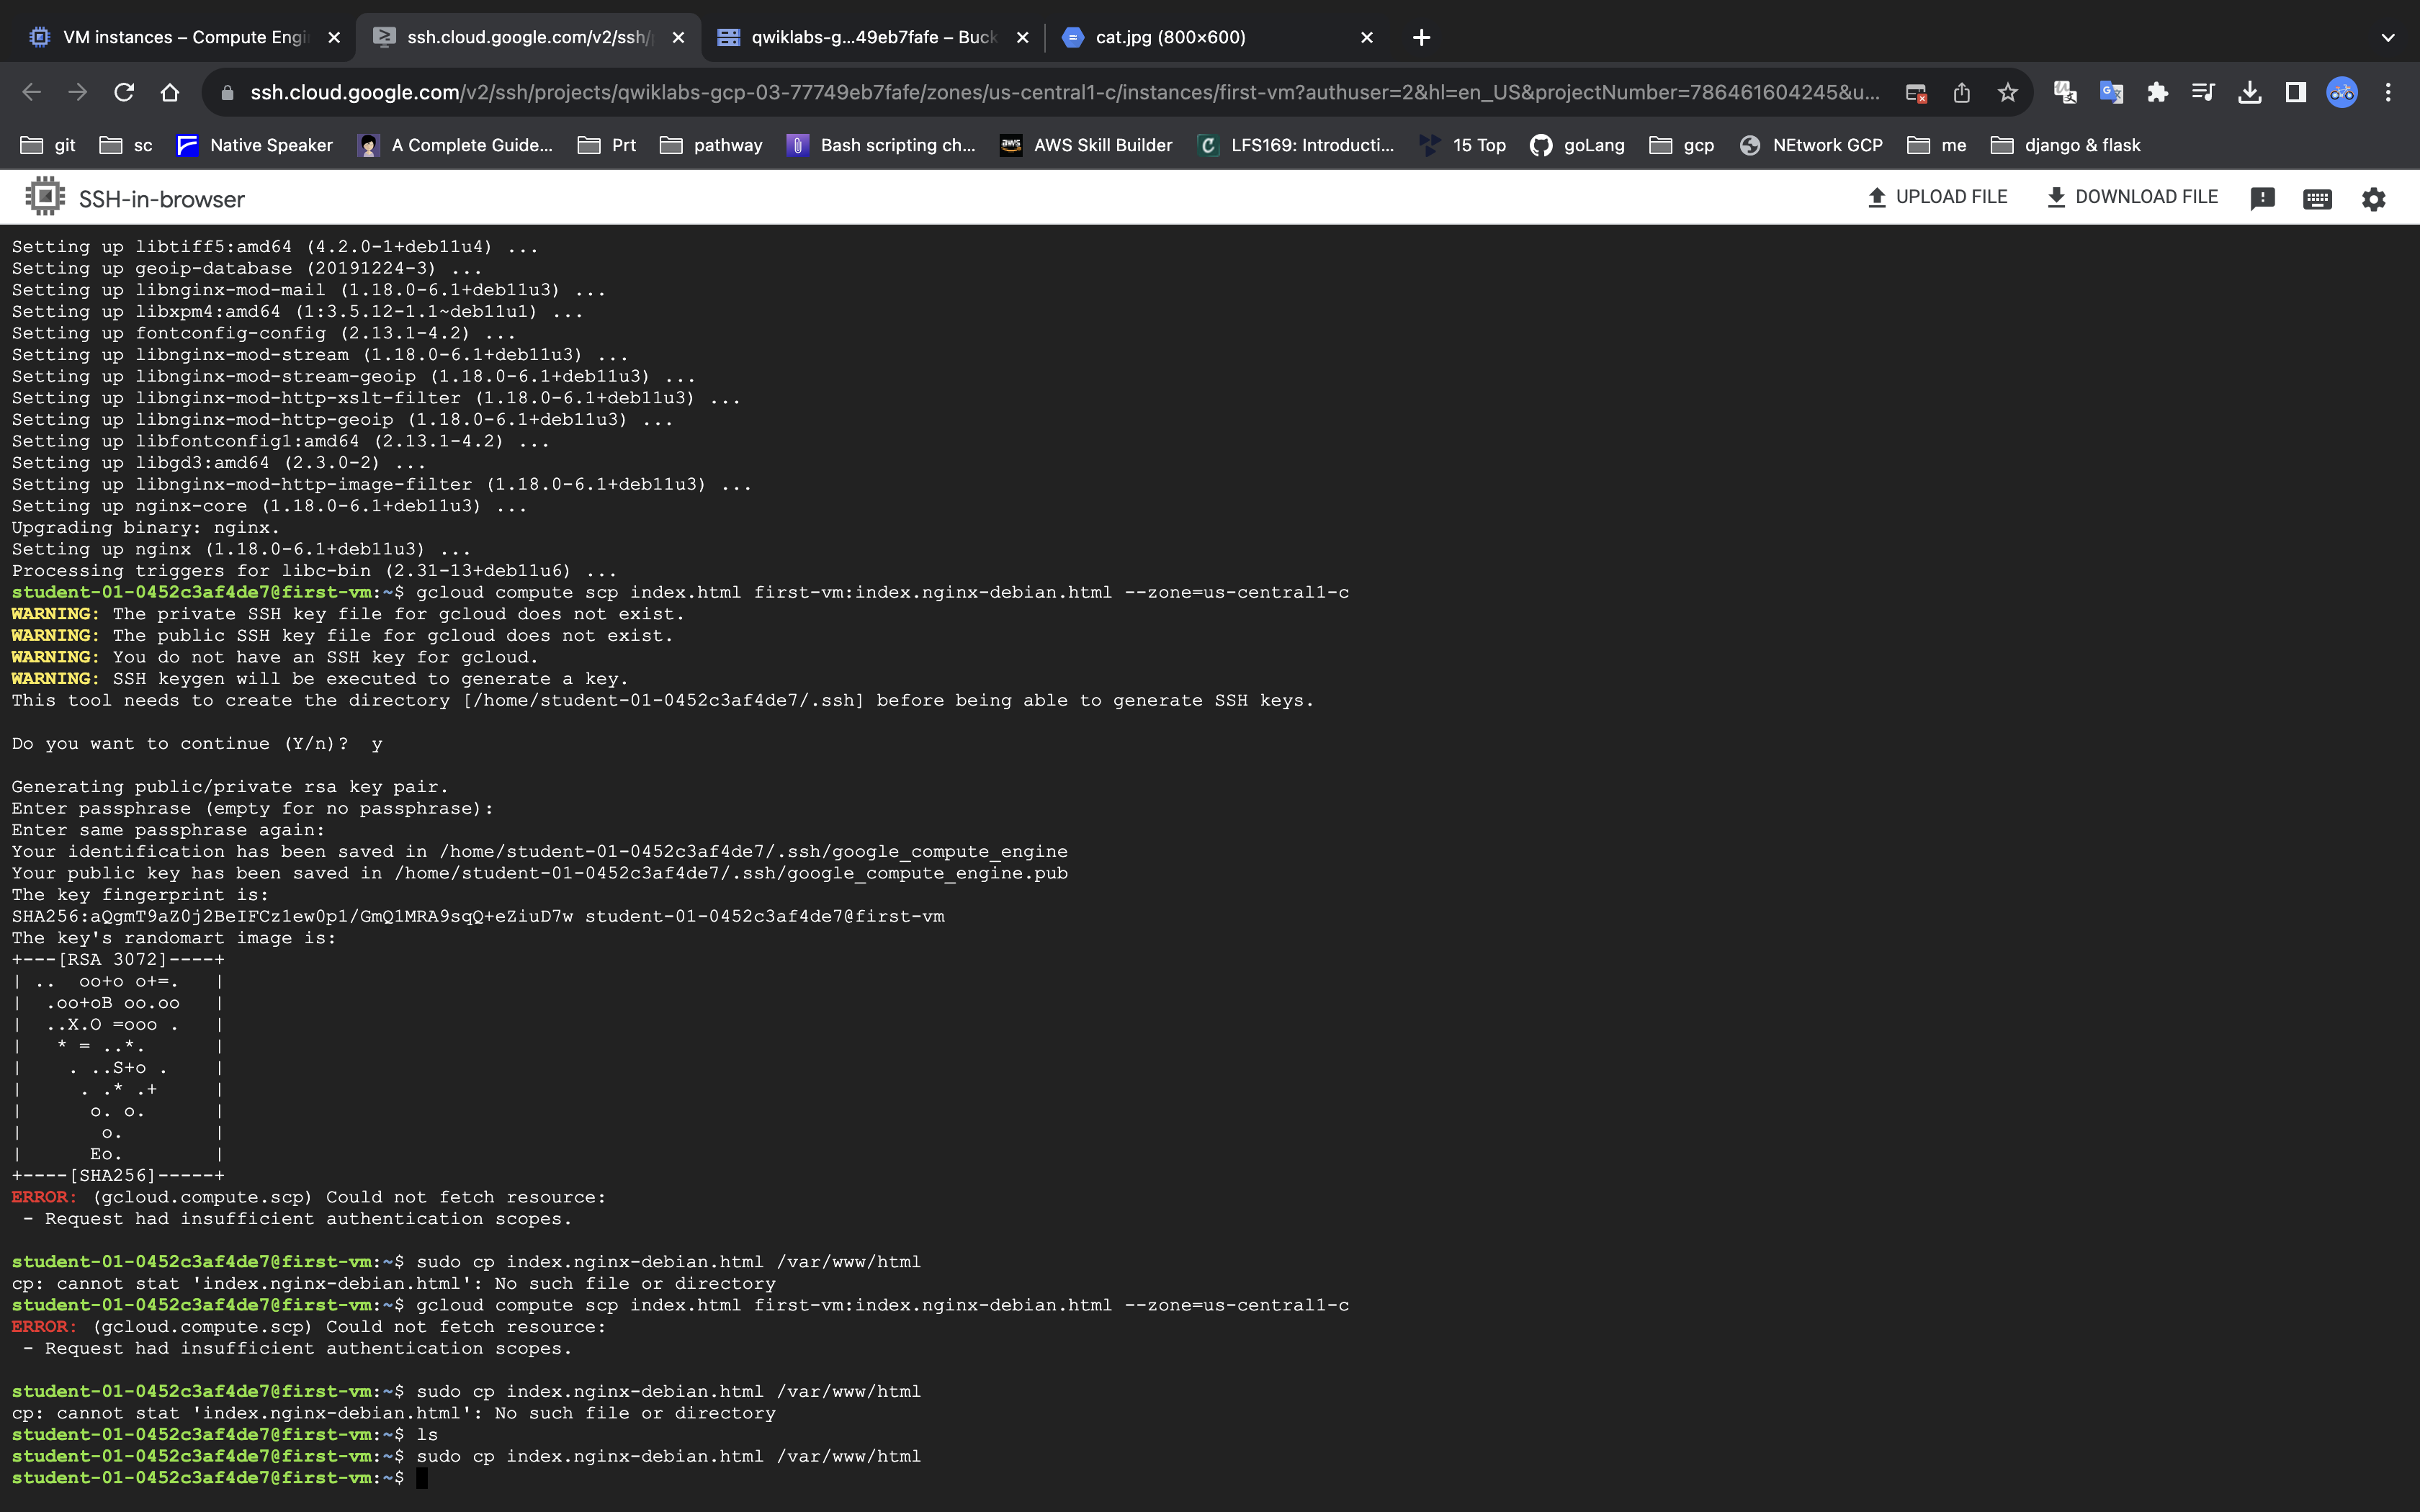 VM instances – Compute Engi
ssh.cloud.google.com/v2/ssh/
qwiklabs-g...49eb7fafe – Buck
cat.jpg (800×600)
ssh.cloud.google.com/v2/ssh/projects/qwiklabs-gcp-03-77749eb7fafe/zones/us-central1-c/instances/first-vm?authuser=2&hl=en_US&projectNumber=786461604245&u...
git
sc
Native Speaker
A Complete Guide...
Prt
pathway
Bash scripting ch...
aws
AWS Skill Builder
LFS169: Introducti...
15 Top
goLang
gcp
NEtwork GCP
me
django & flask
SSH-in-browser
UPLOAD FILE
DOWNLOAD FILE
Setting up libtiff5:amd64 (4.2.0-1+deb11u4) ...
Setting up geoip-database (20191224-3) ...
Setting up libnginx-mod-mail (1.18.0-6.1+deb11u3) ...
Setting up libxpm4:amd64 (1:3.5.12-1.1~deb11u1) ...
Setting up fontconfig-config (2.13.1-4.2) ...
Setting up libnginx-mod-stream (1.18.0-6.1+deb11u3) ...
Setting up libnginx-mod-stream-geoip (1.18.0-6.1+deb11u3) ...
Setting up libnginx-mod-http-xslt-filter (1.18.0-6.1+deb11u3) ...
Setting up libnginx-mod-http-geoip (1.18.0-6.1+deb11u3) ...
Setting up libfontconfig1:amd64 (2.13.1-4.2) ...
Setting up libgd3:amd64 (2.3.0-2) ...
Setting up libnginx-mod-http-image-filter (1.18.0-6.1+deb11u3) ...
Setting up nginx-core (1.18.0-6.1+deb11u3) ...
Upgrading binary: nginx.
Setting up nginx (1.18.0-6.1+deb11u3) ...
Processing triggers for libc-bin (2.31-13+deb11u6) ...
student-01-0452c3af4de7@first-vm:~$ gcloud compute scp index.html first-vm:index.nginx-debian.html --zone=us-central1-c
WARNING: The private SSH key file for gcloud does not exist.
WARNING: The public SSH key file for gcloud does not exist.
WARNING: You do not have an SSH key for gcloud.
WARNING: SSH keygen will be executed to generate a key.
This tool needs to create the directory [/home/student-01-0452c3af4de7/.ssh] before being able to generate SSH keys.
Do you want to continue (Y/n)?  y
Generating public/private rsa key pair.
Enter passphrase (empty for no passphrase):
Enter same passphrase again:
Your identification has been saved in /home/student-01-0452c3af4de7/.ssh/google_compute_engine
Your public key has been saved in /home/student-01-0452c3af4de7/.ssh/google_compute_engine.pub
The key fingerprint is:
SHA256:aQgmT9aZ0j2BeIFCz1ew0p1/GmQ1MRA9sqQ+eZiuD7w student-01-0452c3af4de7@first-vm
The key's randomart image is:
+---[RSA 3072]----+
| ..  oo+o o+=.   |
|  .oo+oB oo.oo   |
|  ..X.O =ooo .   |
|   * = ..*.      |
|    . ..S+o .    |
|     . .* .+     |
|      o. o.      |
|       o.        |
|      Eo.        |
+----[SHA256]-----+
ERROR: (gcloud.compute.scp) Could not fetch resource:
 - Request had insufficient authentication scopes.
student-01-0452c3af4de7@first-vm:~$ sudo cp index.nginx-debian.html /var/www/html
cp: cannot stat 'index.nginx-debian.html': No such file or directory
student-01-0452c3af4de7@first-vm:~$ gcloud compute scp index.html first-vm:index.nginx-debian.html --zone=us-central1-c
ERROR: (gcloud.compute.scp) Could not fetch resource:
 - Request had insufficient authentication scopes.
student-01-0452c3af4de7@first-vm:~$ sudo cp index.nginx-debian.html /var/www/html
cp: cannot stat 'index.nginx-debian.html': No such file or directory
student-01-0452c3af4de7@first-vm:~$ ls
student-01-0452c3af4de7@first-vm:~$ sudo cp index.nginx-debian.html /var/www/html
student-01-0452c3af4de7@first-vm:~$